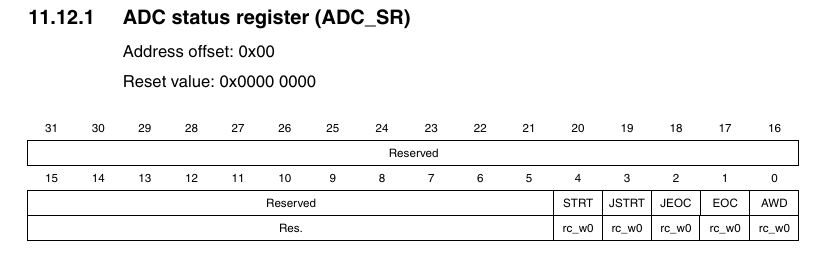 11.12.1 ADC status register (ADC_SR)
Address offset: 0x00
Reset value: 0x0000 0000
31 30 29 28 27 26 25 24 23 22 21 20 19 18 17 16
Reserved
15 14 13 12 11 10 9 8 7 6 5 4 3 2 1 0
Reserved STRT JSTRT JEOC EOC AWD
Res. rc_w0 rc_w0 rc_w0 rc_w0 rc_w0